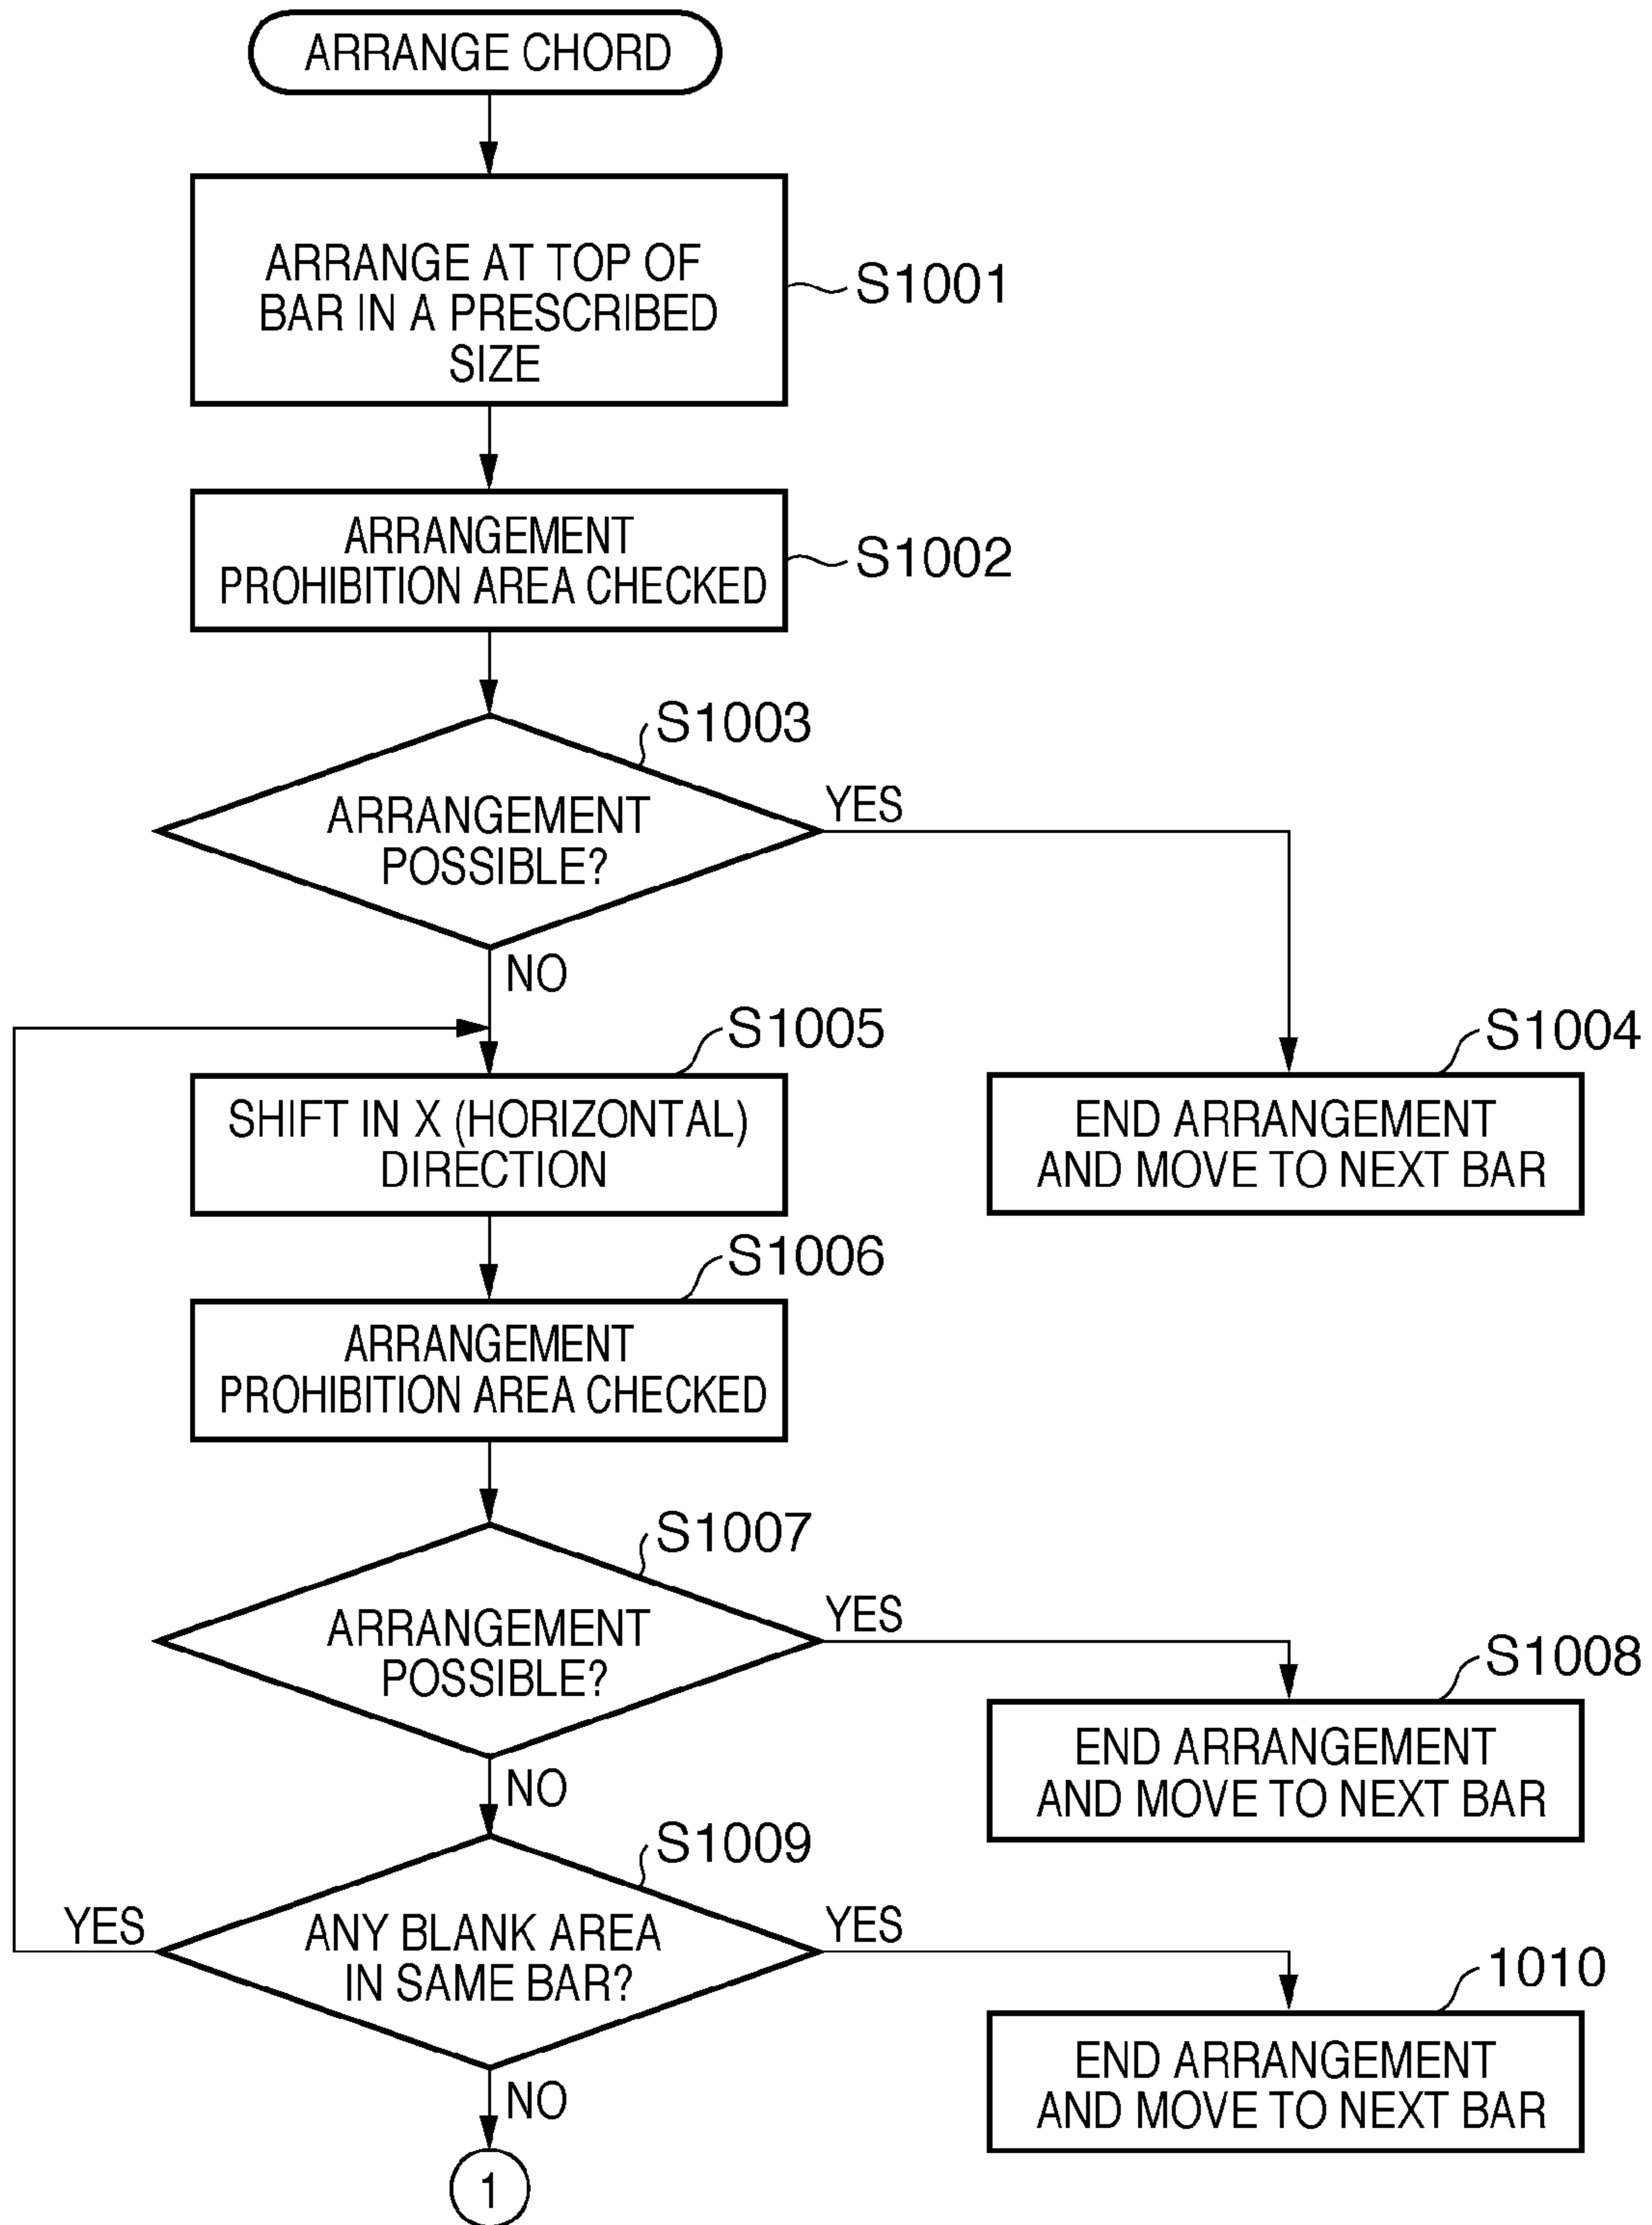 ARRANGE CHORD
ARRANGE AT TOP OF
BAR IN A PRESCRIBED
SIZE
S1001
ARRANGEMENT
PROHIBITION AREA CHECKED
S1002
S1003
ARRANGEMENT
POSSIBLE?
YES
NO
S1005
SHIFT IN X (HORIZONTAL)
DIRECTION
S1004
END ARRANGEMENT
AND MOVE TO NEXT BAR
S1006
ARRANGEMENT
PROHIBITION AREA CHECKED
S1007
ARRANGEMENT
POSSIBLE?
YES
NO
S1008
END ARRANGEMENT
AND MOVE TO NEXT BAR
S1009
YES
ANY BLANK AREA
IN SAME BAR?
YES
NO
1010
END ARRANGEMENT
AND MOVE TO NEXT BAR
1